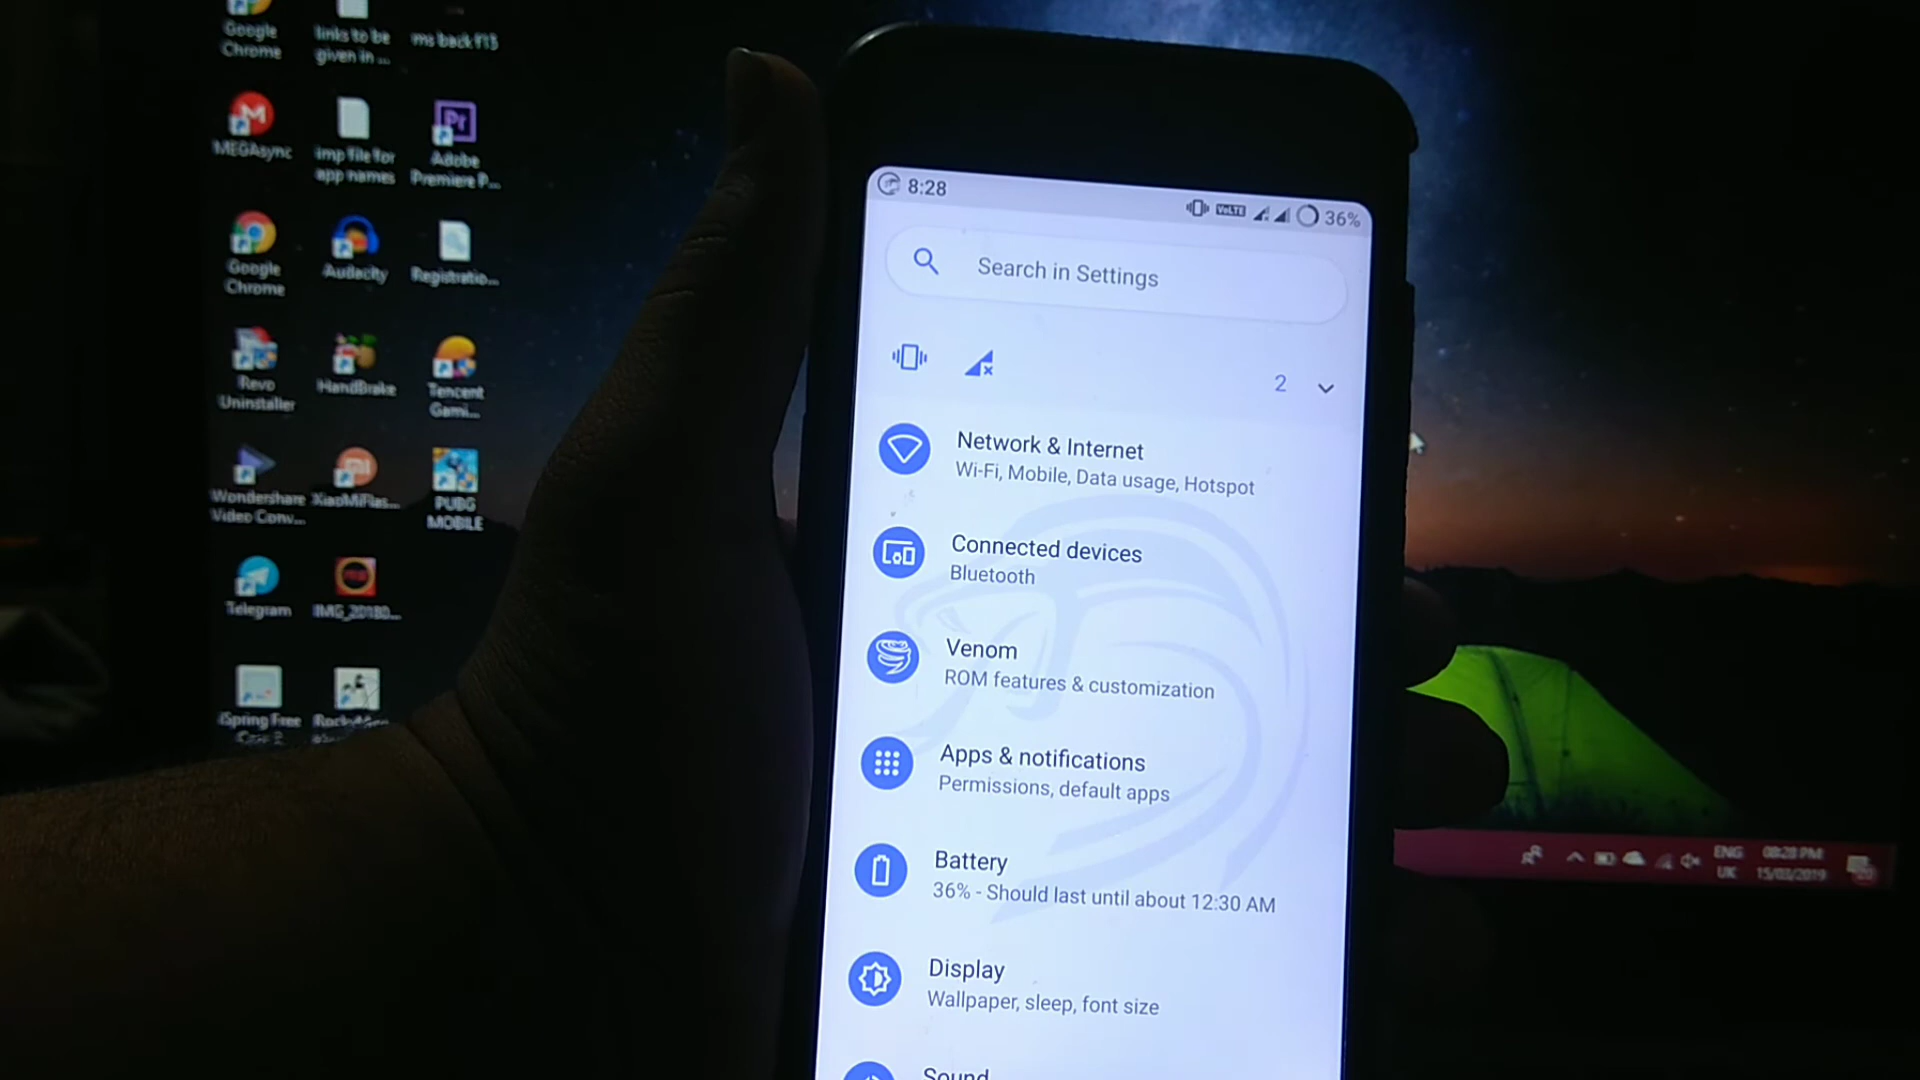 Google
Chrome
links to be
given in ...
ms back f15
MEGAsync
imp file for
app names
Pr
Adobe
Premiere P...
Google
Chrome
Audacity
Registratio...
Revo
Uninstaller
HandBrake
Tencent
Gami...
Wondershare
Video Conv...
XiaoMiFlas...
PUBG
MOBILE
Telegram
IMG_20180...
iSpring Free
8:28
VoLTE
36%
Search in Settings
2
Network & Internet
Wi-Fi, Mobile, Data usage, Hotspot
Connected devices
Bluetooth
Venom
ROM features & customization
Apps & notifications
Permissions, default apps
Battery
36% - Should last until about 12:30 AM
Display
Wallpaper, sleep, font size
Sound
ENG
UK
08:28 PM
15/03/2019